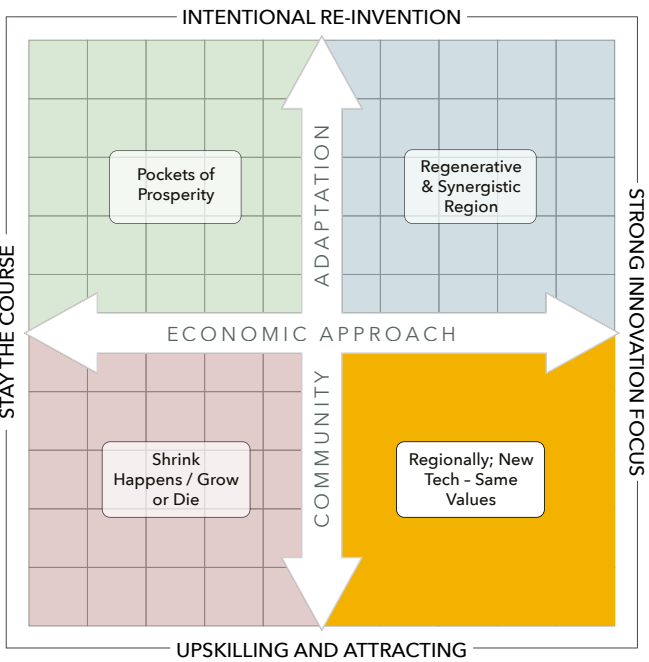 INTENTIONAL RE-INVENTION
ADAPTATION
Pockets of
Prosperity
Regenerative
& Synergistic
Region
STAY THE COURSE
STRONG INNOVATION FOCUS
ECONOMIC APPROACH
COMMUNITY
Shrink
Happens / Grow
or Die
Regionally; New
Tech – Same
Values
UPSKILLING AND ATTRACTING